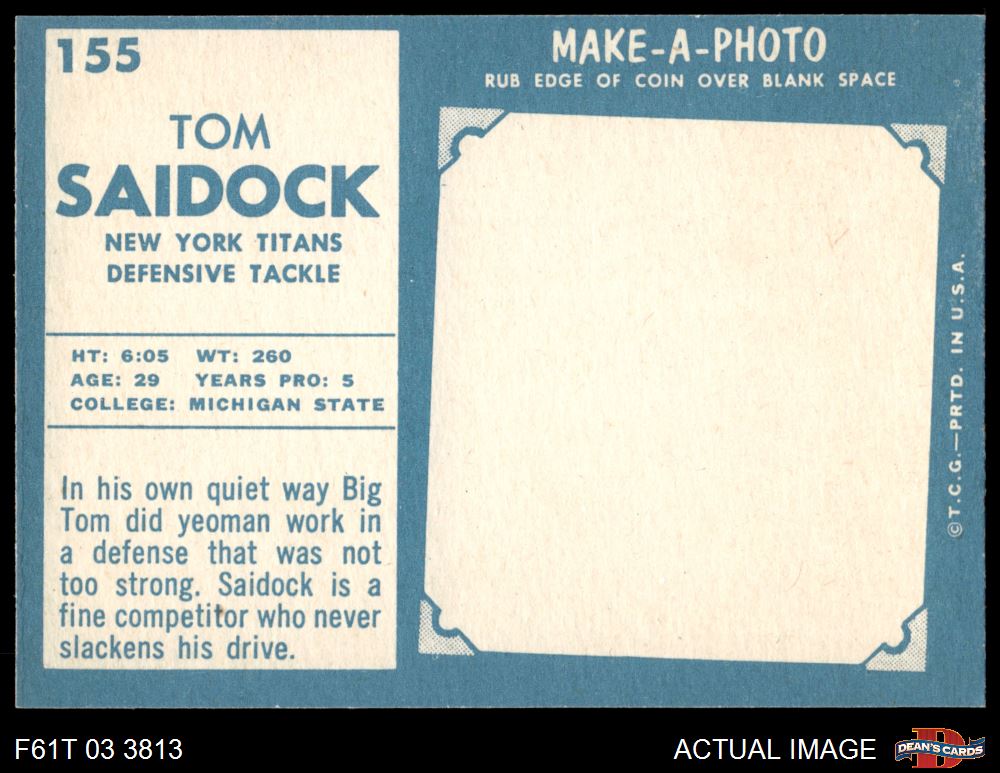 155
TOM
SAIDOCK
NEW YORK TITANS
DEFENSIVE TACKLE
HT: 6:05 WT: 260
AGE: 29 YEARS PRO: 5
COLLEGE: MICHIGAN STATE
In his own quiet way Big
Tom did yeoman work in
a defense that was not
too strong. Saidock is a
fine competitor who never
slackens his drive.
MAKE-A-PHOTO
RUB EDGE OF COIN OVER BLANK SPACE
©T.C.G.—PRTD. IN U.S.A.
F61T 03 3813
ACTUAL IMAGE
D
DEAN'S CARDS